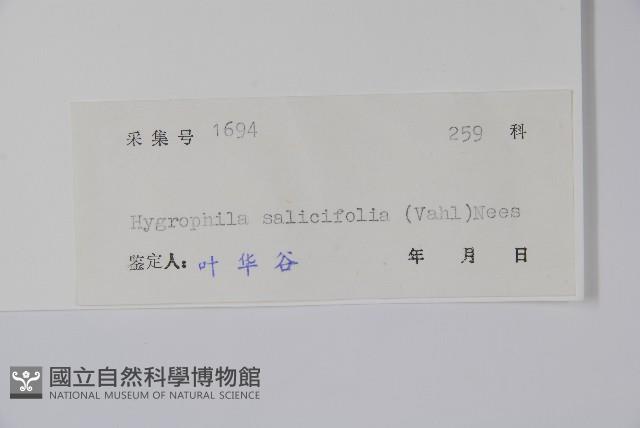 采集号 1694 259 科
Hygrophila salicifolia (Vahl)Nees
鉴定人: 叶华谷 年 月 日
國立自然科學博物館
NATIONAL MUSEUM OF NATURAL SCIENCE